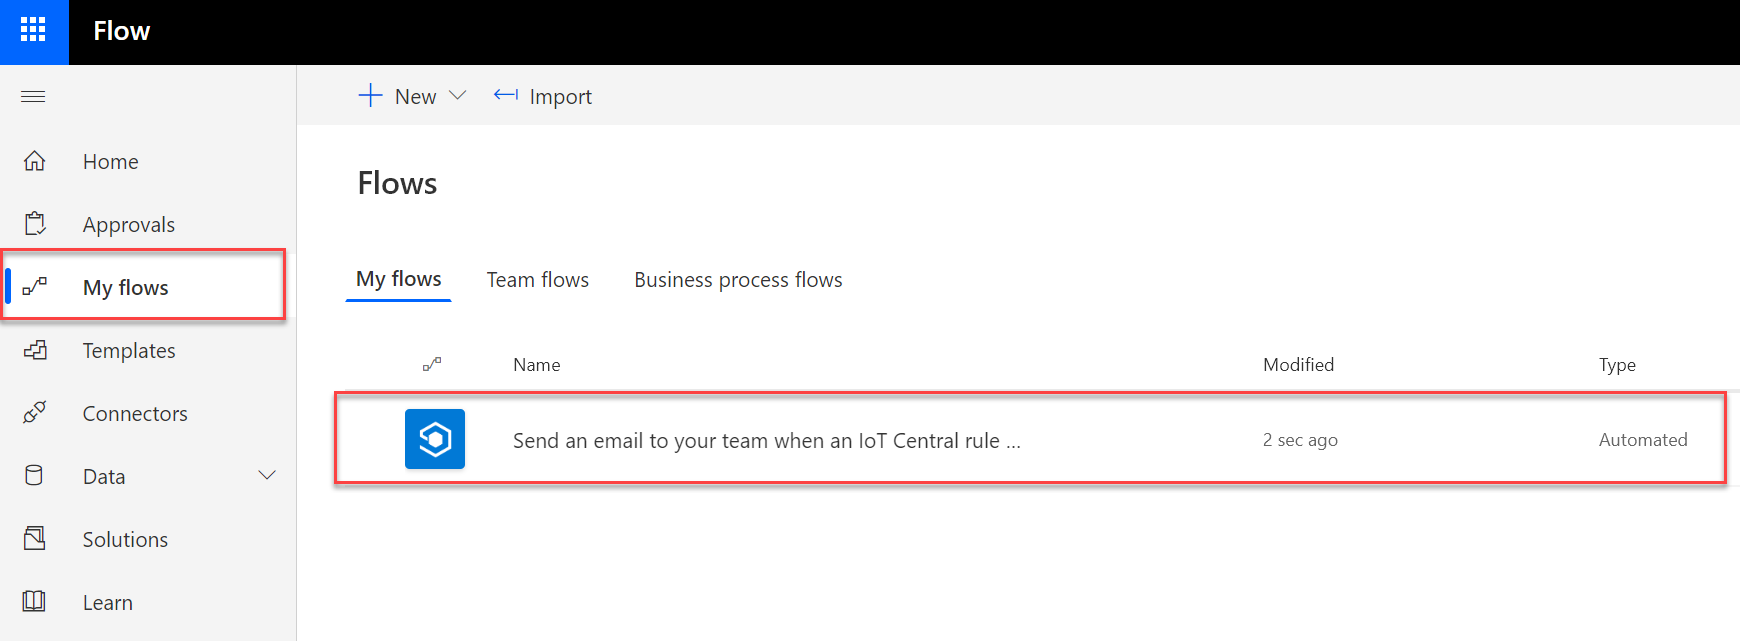 Flow
New
Import
Home
Approvals
My flows
Templates
Connectors
Data
Solutions
Learn
Flows
My flows
Team flows
Business process flows
Name
Modified
Type
Send an email to your team when an IoT Central rule ...
2 sec ago
Automated